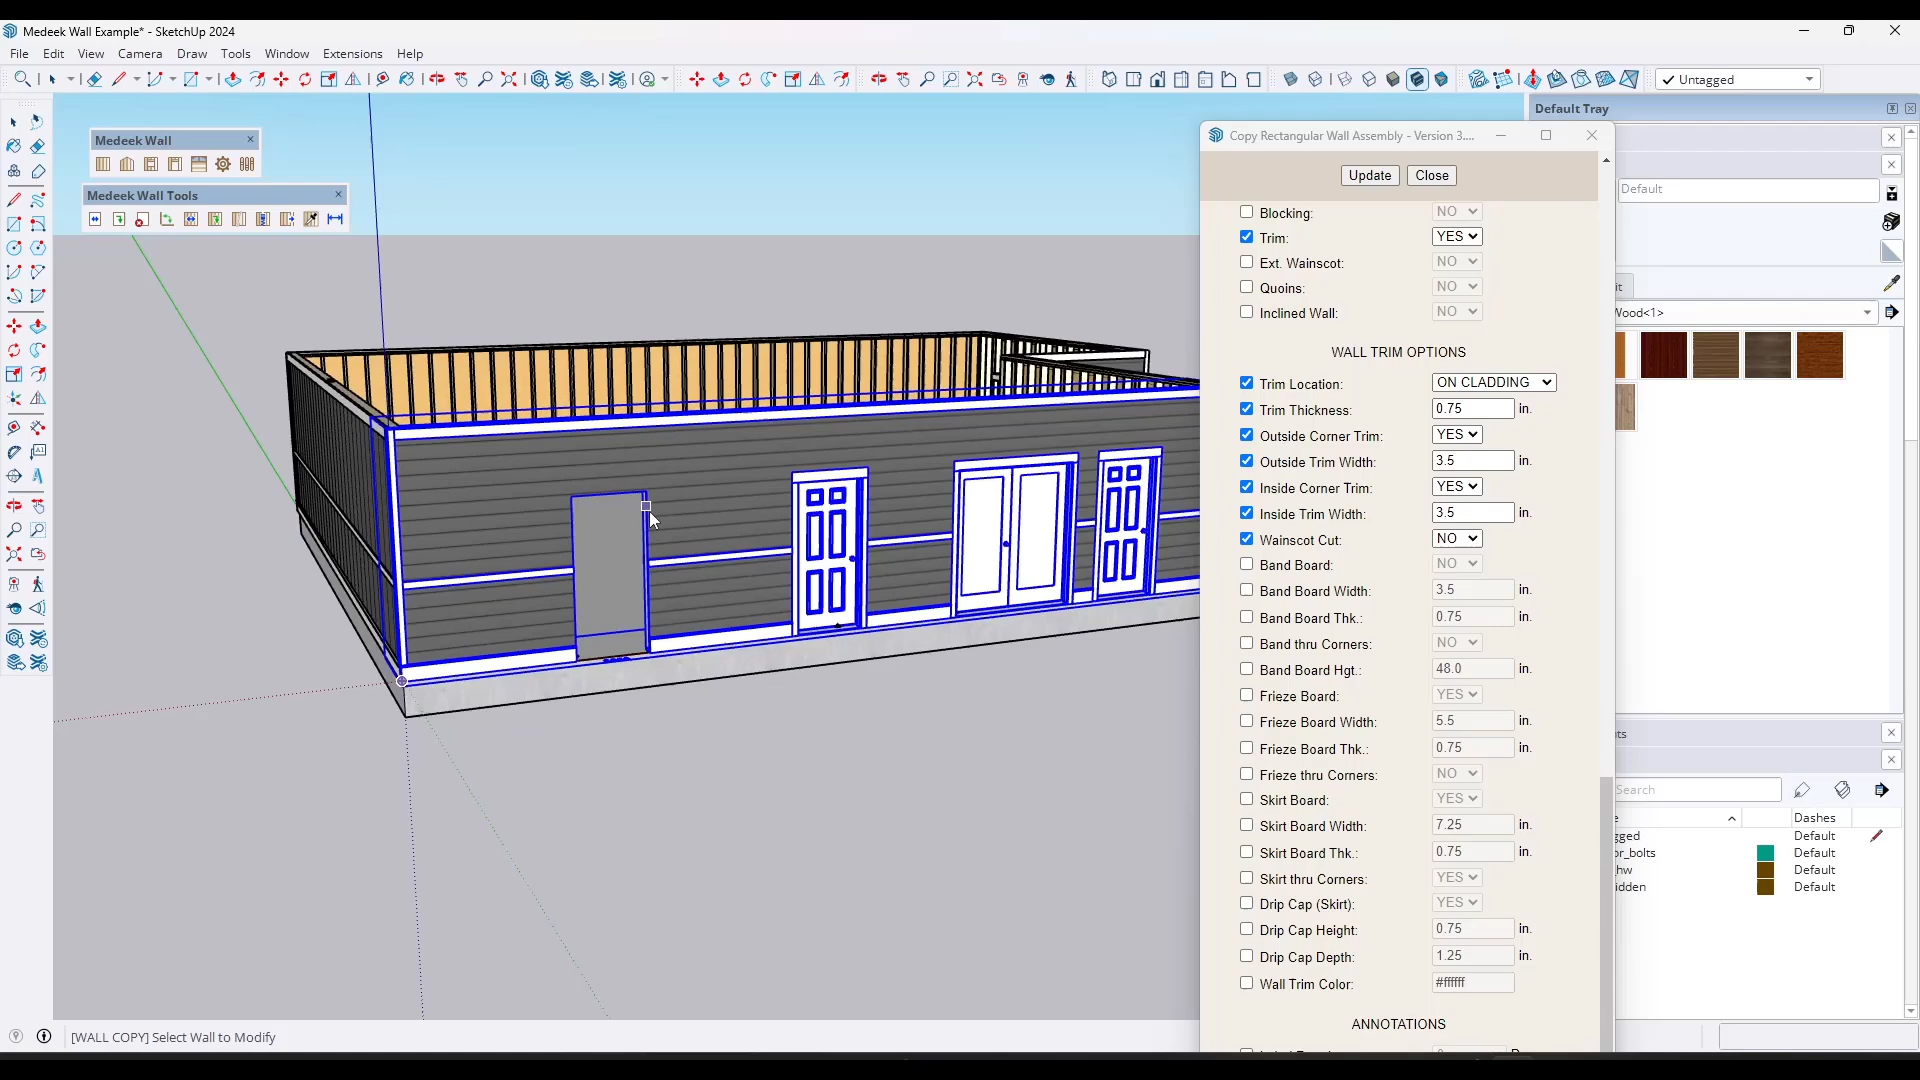 Medeek Wall Example* - SketchUp 2024
File Edit View Camera Draw Tools Window Extensions Help
Untagged
Default Tray
Medeek Wall
Medeek Wall Tools
Copy Rectangular Wall Assembly - Version 3....
Update Close
Blocking: NO
Trim: YES
Ext. Wainscot: NO
Quoins: NO
Inclined Wall: NO
WALL TRIM OPTIONS
Trim Location: ON CLADDING
Trim Thickness: 0.75 in.
Outside Corner Trim: YES
Outside Trim Width: 3.5 in.
Inside Corner Trim: YES
Inside Trim Width: 3.5 in.
Wainscot Cut: NO
Band Board: NO
Band Board Width: 3.5 in.
Band Board Thk.: 0.75 in.
Band thru Corners: NO
Band Board Hgt.: 48.0 in.
Frieze Board: YES
Frieze Board Width: 5.5 in.
Frieze Board Thk.: 0.75 in.
Frieze thru Corners: NO
Skirt Board: YES
Skirt Board Width: 7.25 in.
Skirt Board Thk.: 0.75 in.
Skirt thru Corners: YES
Drip Cap (Skirt): YES
Drip Cap Height: 0.75 in.
Drip Cap Depth: 1.25 in.
Wall Trim Color: #ffffff
ANNOTATIONS
Default
it
Wood<1>
ts
Search
e Dashes
gged Default
or_bolts Default
hw Default
idden Default
[WALL COPY] Select Wall to Modify